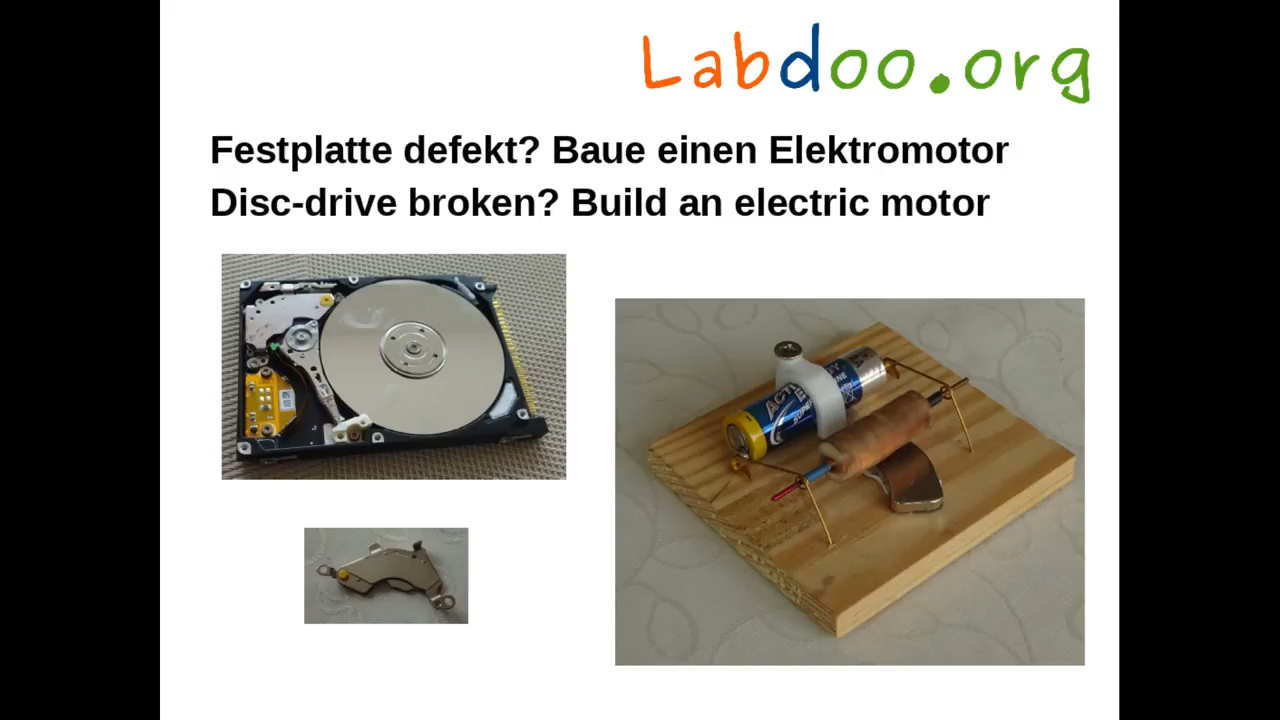 Labdoo.org
Festplatte defekt? Baue einen Elektromotor
Disc-drive broken? Build an electric motor